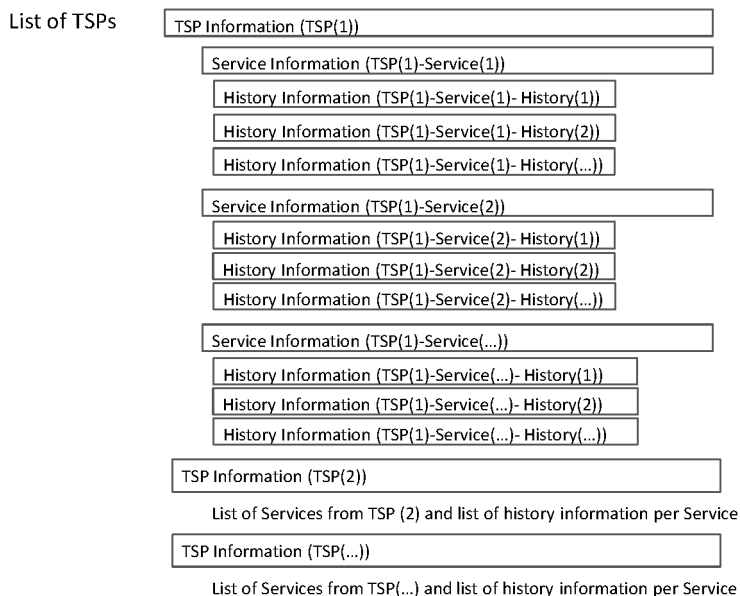 List of TSPs
TSP Information (TSP(1))
Service Information (TSP(1)-Service(1))
History Information (TSP(1)-Service(1)- History(1))
History Information (TSP(1)-Service(1)- History(2))
History Information (TSP(1)-Service(1)- History(...))
Service Information (TSP(1)-Service(2))
History Information (TSP(1)-Service(2)- History(1))
History Information (TSP(1)-Service(2)- History(2))
History Information (TSP(1)-Service(2)- History(...))
Service Information (TSP(1)-Service(...))
History Information (TSP(1)-Service(...)- History(1))
History Information (TSP(1)-Service(...)- History(2))
History Information (TSP(1)-Service(...)- History(...))
TSP Information (TSP(2))
List of Services from TSP (2) and list of history information per Service
TSP Information (TSP(...))
List of Services from TSP(...) and list of history information per Service